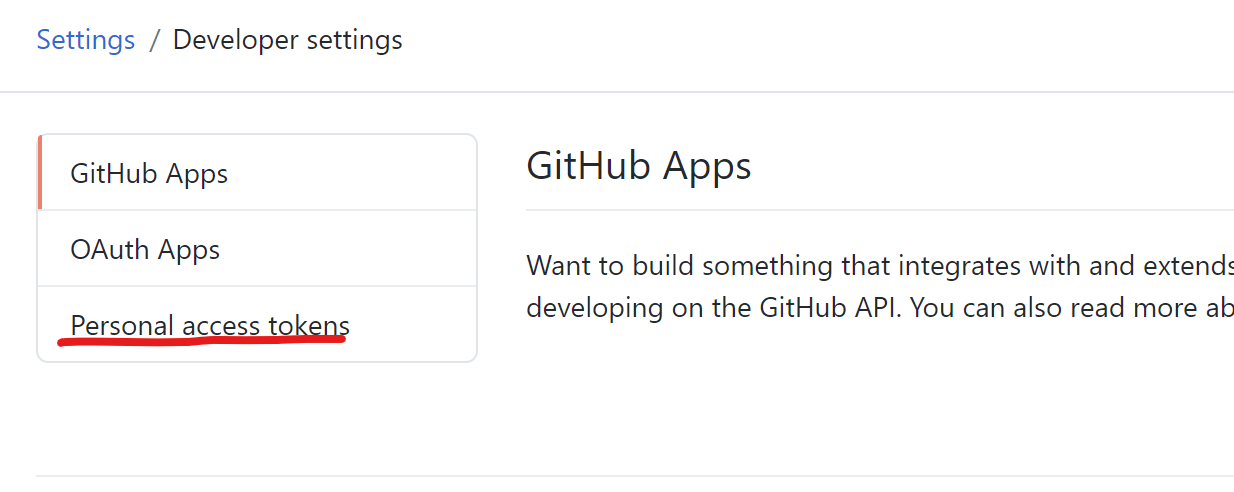 Settings / Developer settings
GitHub Apps
OAuth Apps
Personal access tokens
GitHub Apps
Want to build something that integrates with and extends
developing on the GitHub API. You can also read more ab